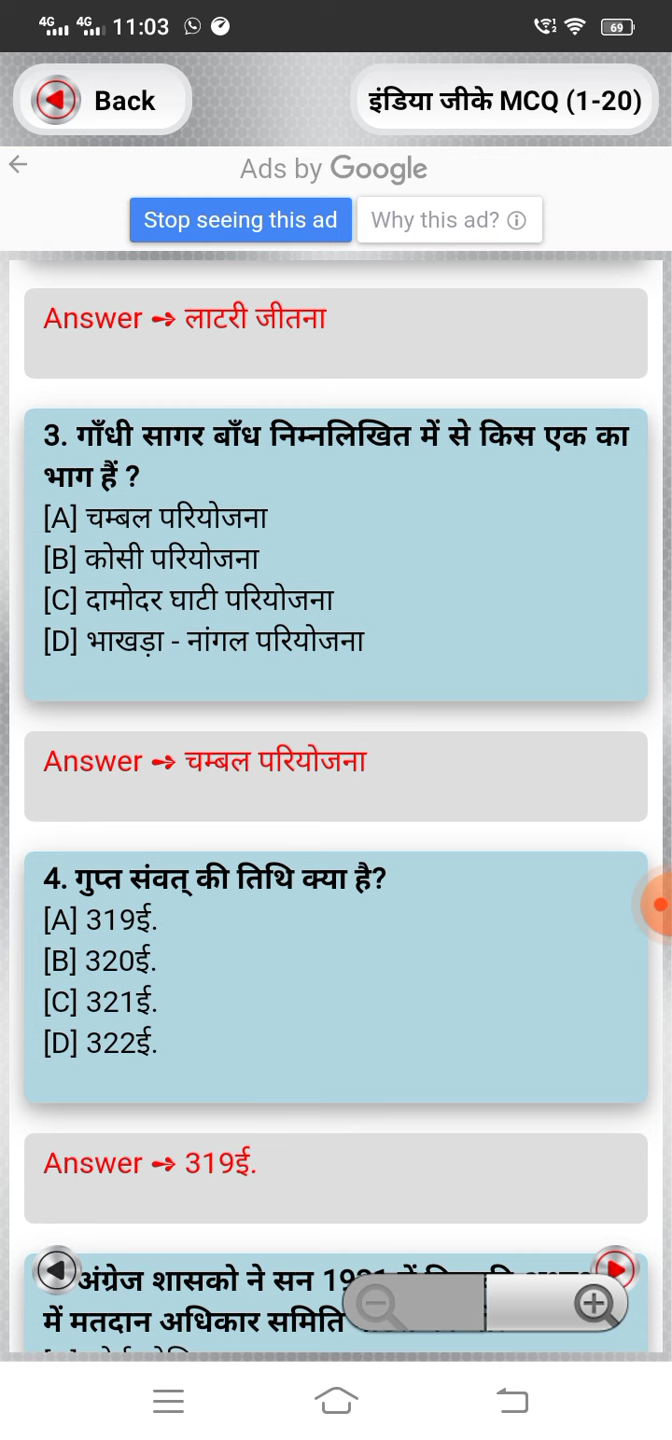 4G 4G 11:03 69
Back
इंडिया जीके MCQ (1-20)
Ads by Google
Stop seeing this ad
Why this ad?
Answer ➺ लाटरी जीतना
3. गाँधी सागर बाँध निम्नलिखित में से किस एक का
भाग हैं ?
[A] चम्बल परियोजना
[B] कोसी परियोजना
[C] दामोदर घाटी परियोजना
[D] भाखड़ा - नांगल परियोजना
Answer ➺ चम्बल परियोजना
4. गुप्त संवत् की तिथि क्या है?
[A] 319ई.
[B] 320ई.
[C] 321ई.
[D] 322ई.
Answer ➺ 319ई.
अंग्रेज शासको ने सन
में मतदान अधिकार समिति